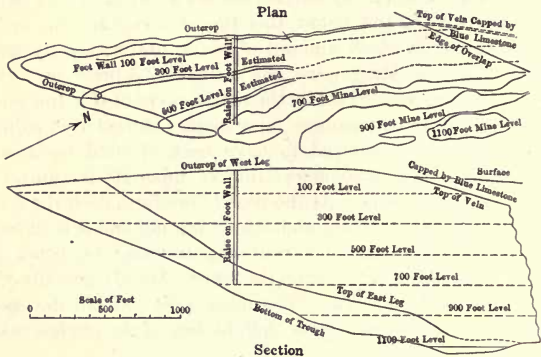 Plan
Outcrop
Top of Vein Capped by
Blue Limestone
Edge of Overlap
Foot Wall 100 Foot Level
300 Foot Level
Estimated
Outcrop
500 Foot Level
Estimated
Raise on Foot Wall
700 Foot Mine Level
900 Foot Mine Level
1100 Foot Mine Level
N
Outcrop of West Leg
Capped by Blue Limestone
Surface
Top of Vein
Raise on Foot Wall
100 Foot Level
300 Foot Level
500 Foot Level
700 Foot Level
Top of East Leg
Scale of Feet
0 500 1000
900 Foot Level
Bottom of Trough
1100 Foot Level
Section